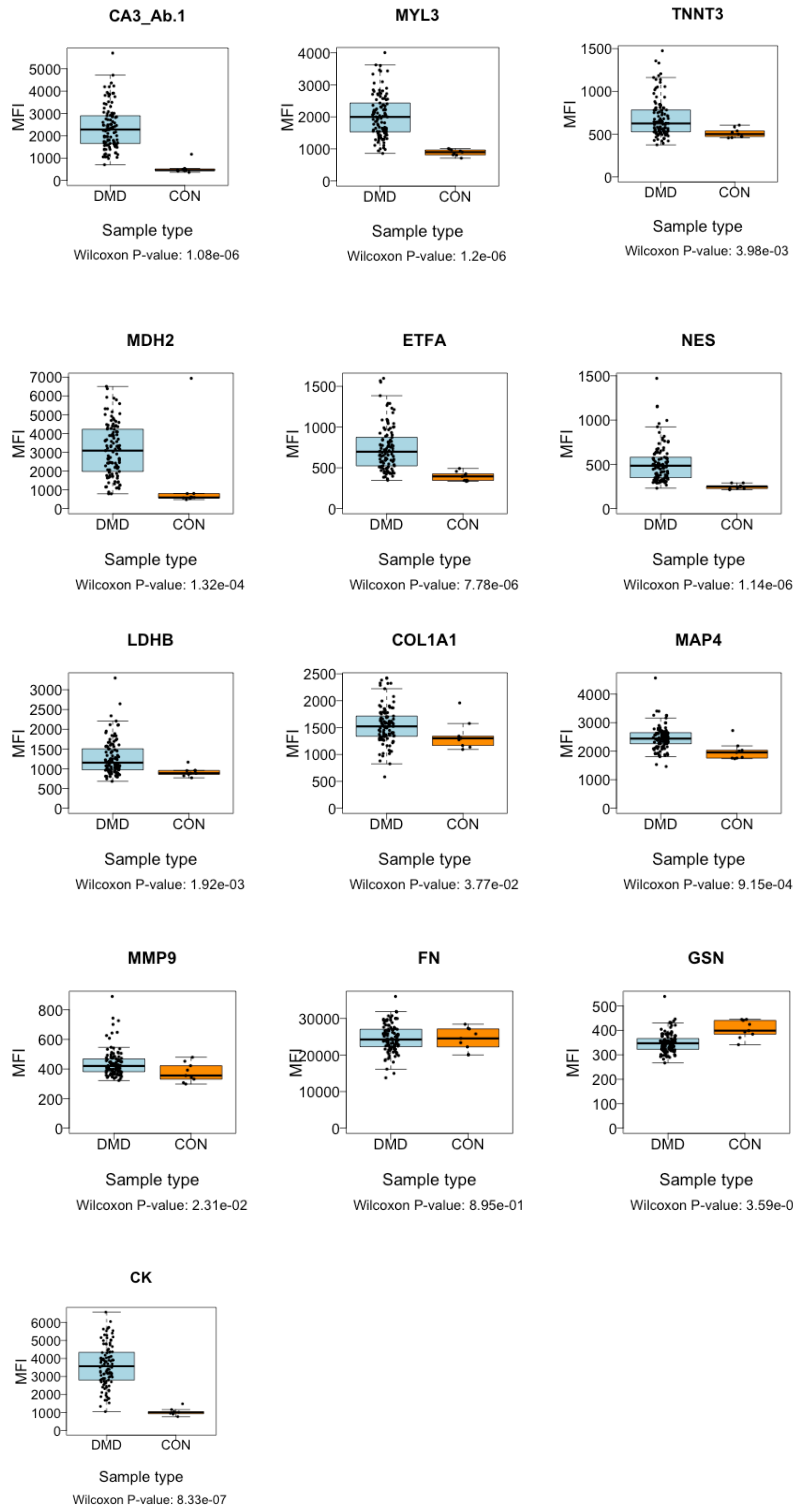 CA3_Ab.1
MFI
5000
4000
3000
2000
1000
0
DMD CON
Sample type
Wilcoxon P-value: 1.08e-06
MYL3
MFI
4000
3000
2000
1000
0
DMD CON
Sample type
Wilcoxon P-value: 1.2e-06
TNNT3
MFI
1500
1000
500
0
DMD CON
Sample type
Wilcoxon P-value: 3.98e-03
MDH2
MFI
7000
6000
5000
4000
3000
2000
1000
0
DMD CON
Sample type
Wilcoxon P-value: 1.32e-04
ETFA
MFI
1500
1000
500
0
DMD CON
Sample type
Wilcoxon P-value: 7.78e-06
NES
MFI
1500
1000
500
0
DMD CON
Sample type
Wilcoxon P-value: 1.14e-06
LDHB
MFI
3000
2500
2000
1500
1000
500
0
DMD CON
Sample type
Wilcoxon P-value: 1.92e-03
COL1A1
MFI
2500
2000
1500
1000
500
0
DMD CON
Sample type
Wilcoxon P-value: 3.77e-02
MAP4
MFI
4000
3000
2000
1000
0
DMD CON
Sample type
Wilcoxon P-value: 9.15e-04
MMP9
MFI
800
600
400
200
0
DMD CON
Sample type
Wilcoxon P-value: 2.31e-02
FN
MFI
30000
20000
10000
0
DMD CON
Sample type
Wilcoxon P-value: 8.95e-01
GSN
MFI
500
400
300
200
100
0
DMD CON
Sample type
Wilcoxon P-value: 3.59e-0
CK
MFI
6000
5000
4000
3000
2000
1000
0
DMD CON
Sample type
Wilcoxon P-value: 8.33e-07